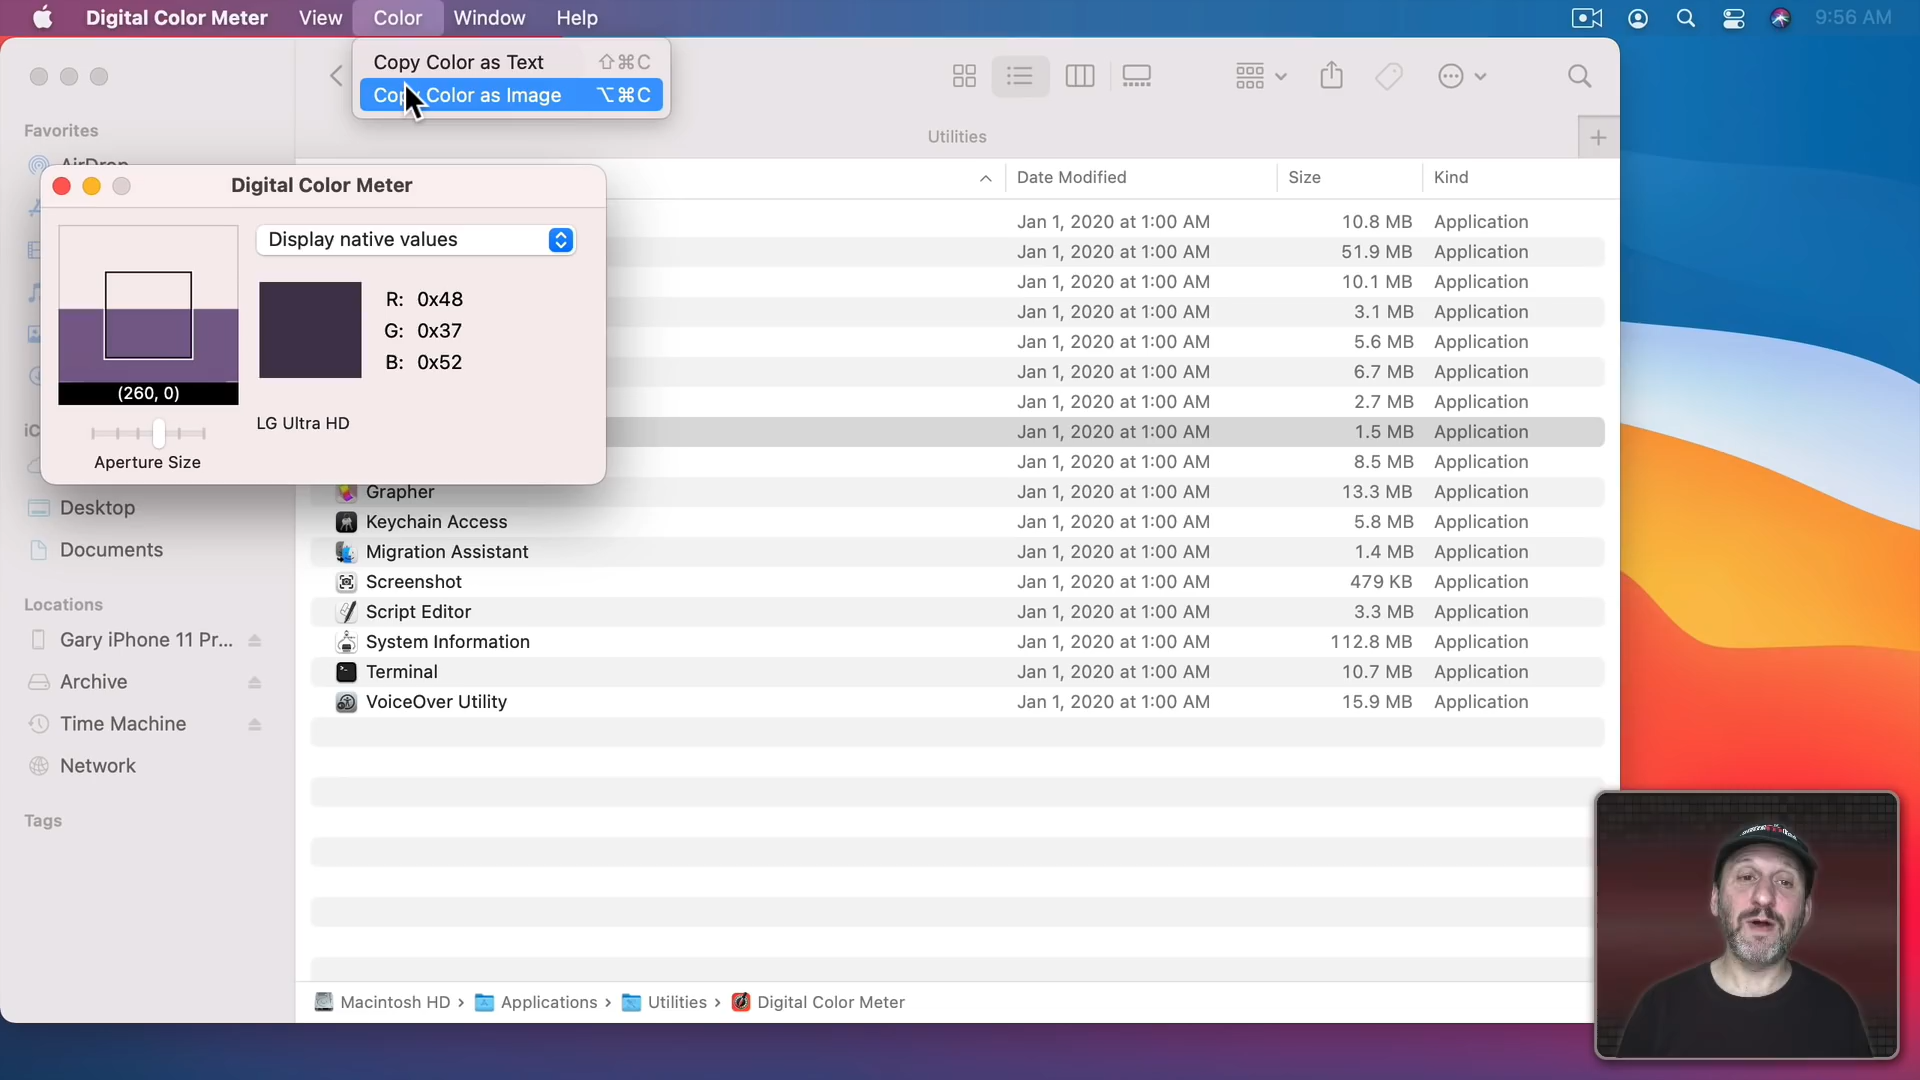 Digital Color Meter View Color Window Help 9:56 AM
Copy Color as Text ⇧⌘C
Copy Color as Image ⌥⌘C
Favorites
AirDrop
Utilities
Date Modified Size Kind
Digital Color Meter
Display native values
R: 0x48
G: 0x37
B: 0x52
(260, 0)
LG Ultra HD
Aperture Size
Jan 1, 2020 at 1:00 AM 10.8 MB Application
Jan 1, 2020 at 1:00 AM 51.9 MB Application
Jan 1, 2020 at 1:00 AM 10.1 MB Application
Jan 1, 2020 at 1:00 AM 3.1 MB Application
Jan 1, 2020 at 1:00 AM 5.6 MB Application
Jan 1, 2020 at 1:00 AM 6.7 MB Application
Jan 1, 2020 at 1:00 AM 2.7 MB Application
Jan 1, 2020 at 1:00 AM 1.5 MB Application
Jan 1, 2020 at 1:00 AM 8.5 MB Application
Grapher Jan 1, 2020 at 1:00 AM 13.3 MB Application
Keychain Access Jan 1, 2020 at 1:00 AM 5.8 MB Application
Migration Assistant Jan 1, 2020 at 1:00 AM 1.4 MB Application
Screenshot Jan 1, 2020 at 1:00 AM 479 KB Application
Script Editor Jan 1, 2020 at 1:00 AM 3.3 MB Application
System Information Jan 1, 2020 at 1:00 AM 112.8 MB Application
Terminal Jan 1, 2020 at 1:00 AM 10.7 MB Application
VoiceOver Utility Jan 1, 2020 at 1:00 AM 15.9 MB Application
Desktop
Documents
Locations
Gary iPhone 11 Pr...
Archive
Time Machine
Network
Tags
Macintosh HD › Applications › Utilities › Digital Color Meter